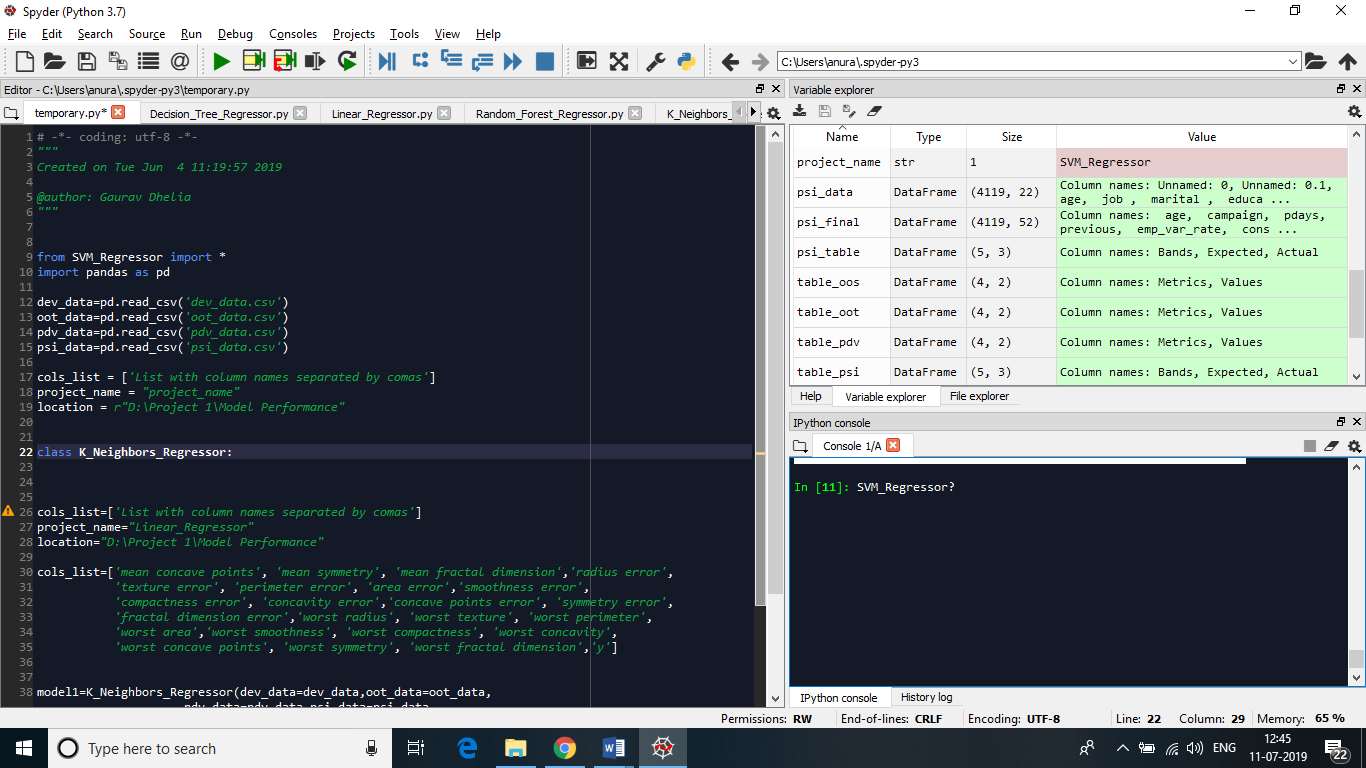 Spyder (Python 3.7)
File Edit Search Source Run Debug Consoles Projects Tools View Help
C:\Users\anura\.spyder-py3
Editor - C:\Users\anura\.spyder-py3\temporary.py
temporary.py* Decision_Tree_Regressor.py Linear_Regressor.py Random_Forest_Regressor.py K_Neighbors_
1 # -*- coding: utf-8 -*-
2 """
3 Created on Tue Jun  4 11:19:57 2019
4
5 @author: Gaurav Dhelia
6 """
7
8
9 from SVM_Regressor import *
10 import pandas as pd
11
12 dev_data=pd.read_csv('dev_data.csv')
13 oot_data=pd.read_csv('oot_data.csv')
14 pdv_data=pd.read_csv('pdv_data.csv')
15 psi_data=pd.read_csv('psi_data.csv')
16
17 cols_list = ['List with column names separated by comas']
18 project_name = "project_name"
19 location = r"D:\Project 1\Model Performance"
20
21
22 class K_Neighbors_Regressor:
23
24
25
26 cols_list=['List with column names separated by comas']
27 project_name="Linear_Regressor"
28 location="D:\Project 1\Model Performance"
29
30 cols_list=['mean concave points', 'mean symmetry', 'mean fractal dimension','radius error',
31 'texture error', 'perimeter error', 'area error','smoothness error',
32 'compactness error', 'concavity error','concave points error', 'symmetry error',
33 'fractal dimension error','worst radius', 'worst texture', 'worst perimeter',
34 'worst area','worst smoothness', 'worst compactness', 'worst concavity',
35 'worst concave points', 'worst symmetry', 'worst fractal dimension','y']
36
37
38 model1=K_Neighbors_Regressor(dev_data=dev_data,oot_data=oot_data,
pdv_data=pdv_data,psi_data=psi_data,
Variable explorer
Name Type Size Value
project_name str 1 SVM_Regressor
psi_data DataFrame (4119, 22) Column names: Unnamed: 0, Unnamed: 0.1,
age, job , marital , educa ...
psi_final DataFrame (4119, 52) Column names: age, campaign, pdays,
previous, emp_var_rate, cons ...
psi_table DataFrame (5, 3) Column names: Bands, Expected, Actual
table_oos DataFrame (4, 2) Column names: Metrics, Values
table_oot DataFrame (4, 2) Column names: Metrics, Values
table_pdv DataFrame (4, 2) Column names: Metrics, Values
table_psi DataFrame (5, 3) Column names: Bands, Expected, Actual
Help Variable explorer File explorer
IPython console
Console 1/A
In [11]: SVM_Regressor?
IPython console History log
Permissions: RW End-of-lines: CRLF Encoding: UTF-8 Line: 22 Column: 29 Memory: 65 %
Type here to search
ENG
12:45
11-07-2019
22